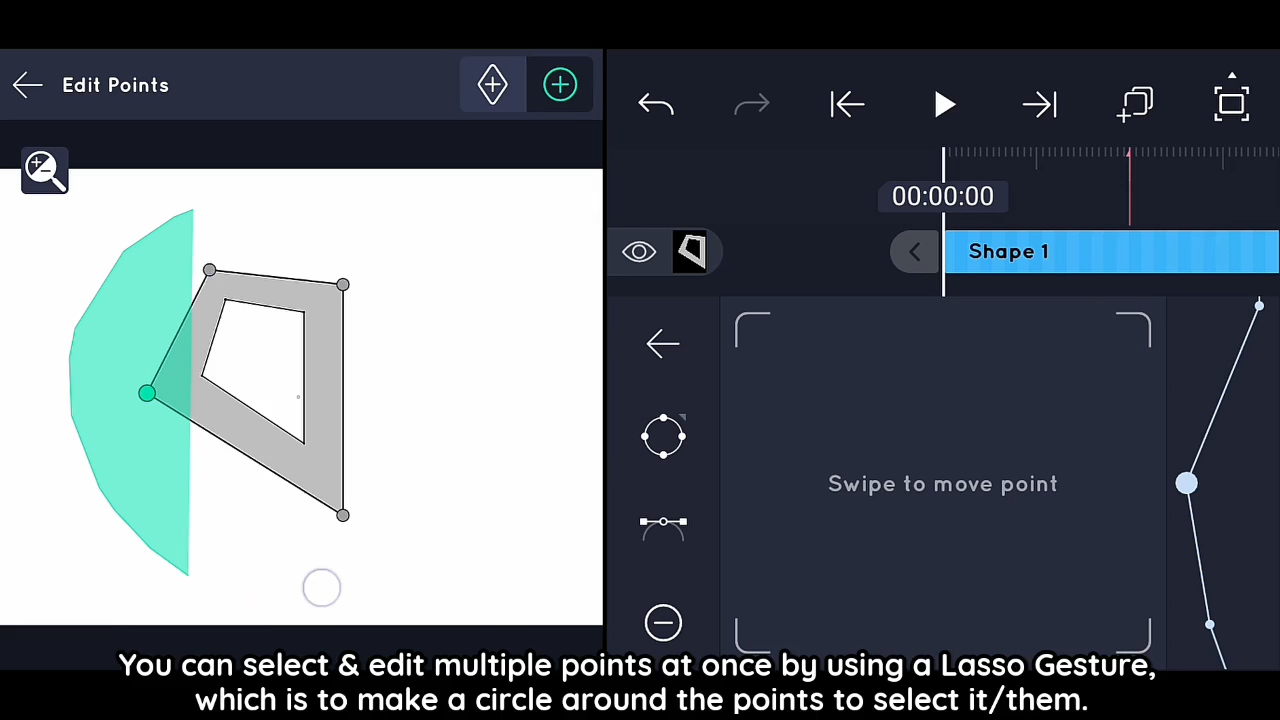 Edit Points
00:00:00
Shape 1
Swipe to move point
You can select & edit multiple points at once by using a Lasso Gesture,
which is to make a circle around the points to select it/them.